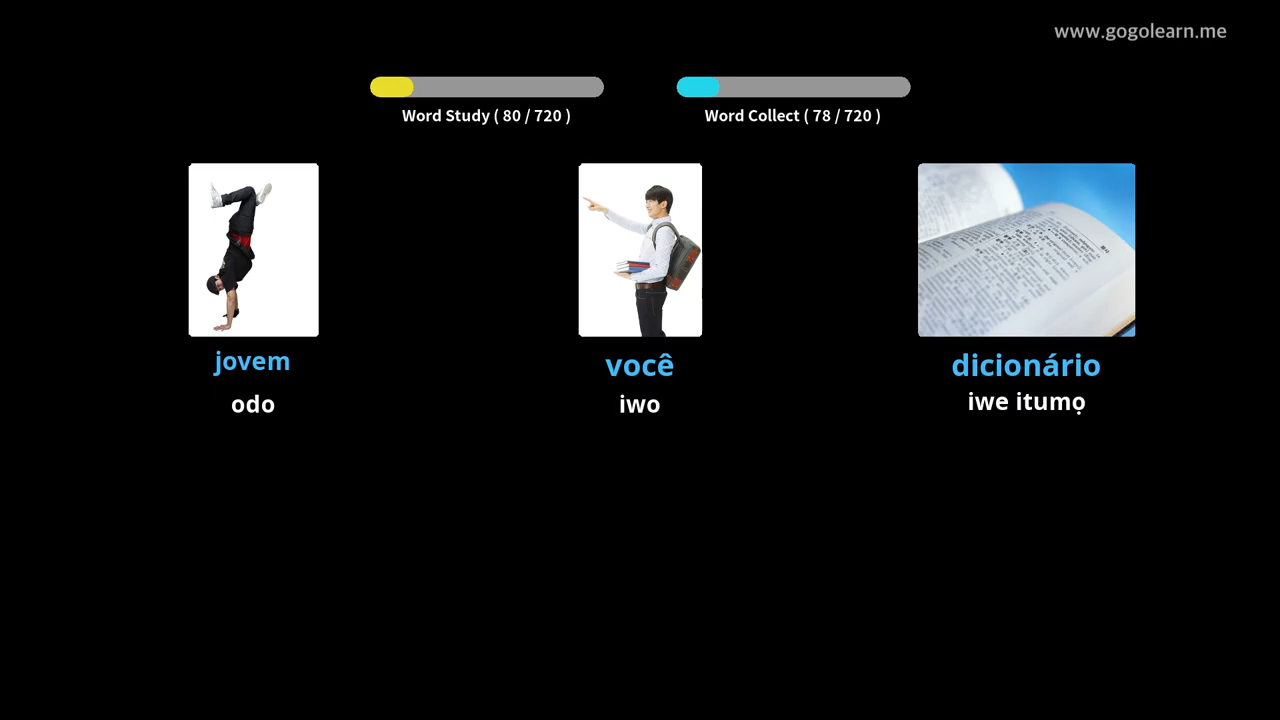 www.gogolearn.me
Word Study ( 80 / 720 )
Word Collect ( 78 / 720 )
jovem
odo
você
iwo
dicionário
iwe itumọ